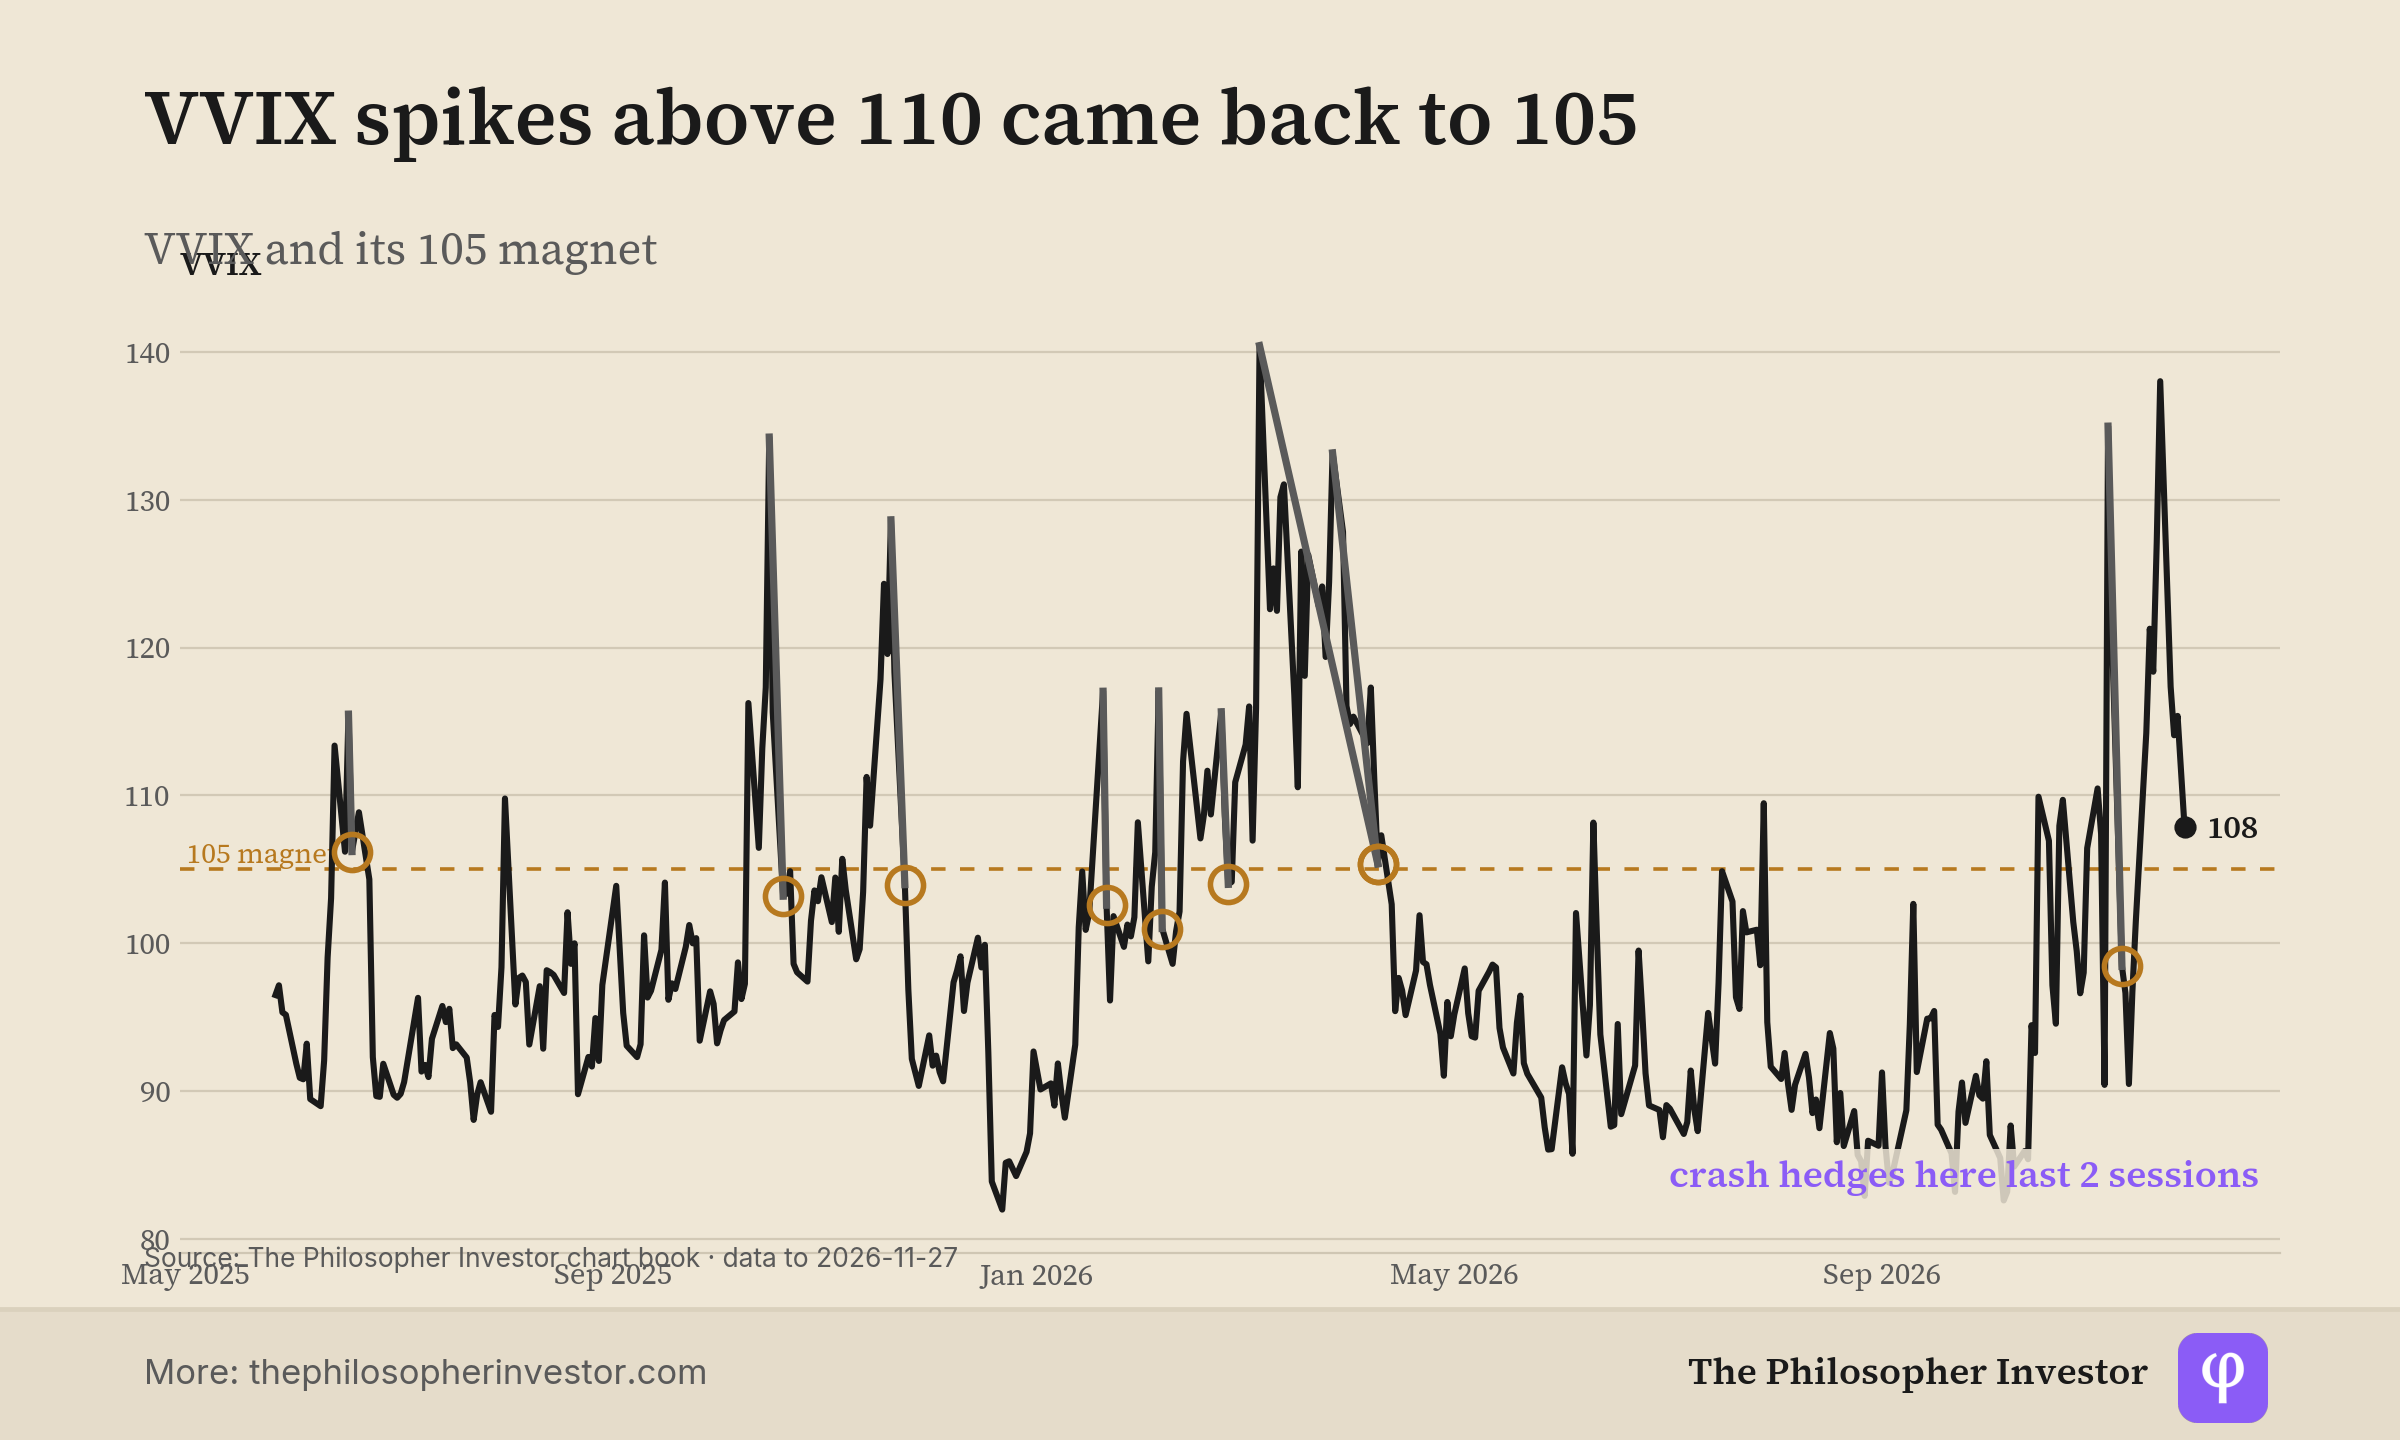 VVIX spikes above 110 came back to 105
VVIX and its 105 magnet
VVIX
140
130
120
110
105 magnet
108
100
90
crash hedges here last 2 sessions
80
Source: The Philosopher Investor chart book · data to 2026-11-27
May 2025 Sep 2025 Jan 2026 May 2026 Sep 2026
More: thephilosopherinvestor.com
The Philosopher Investor φ